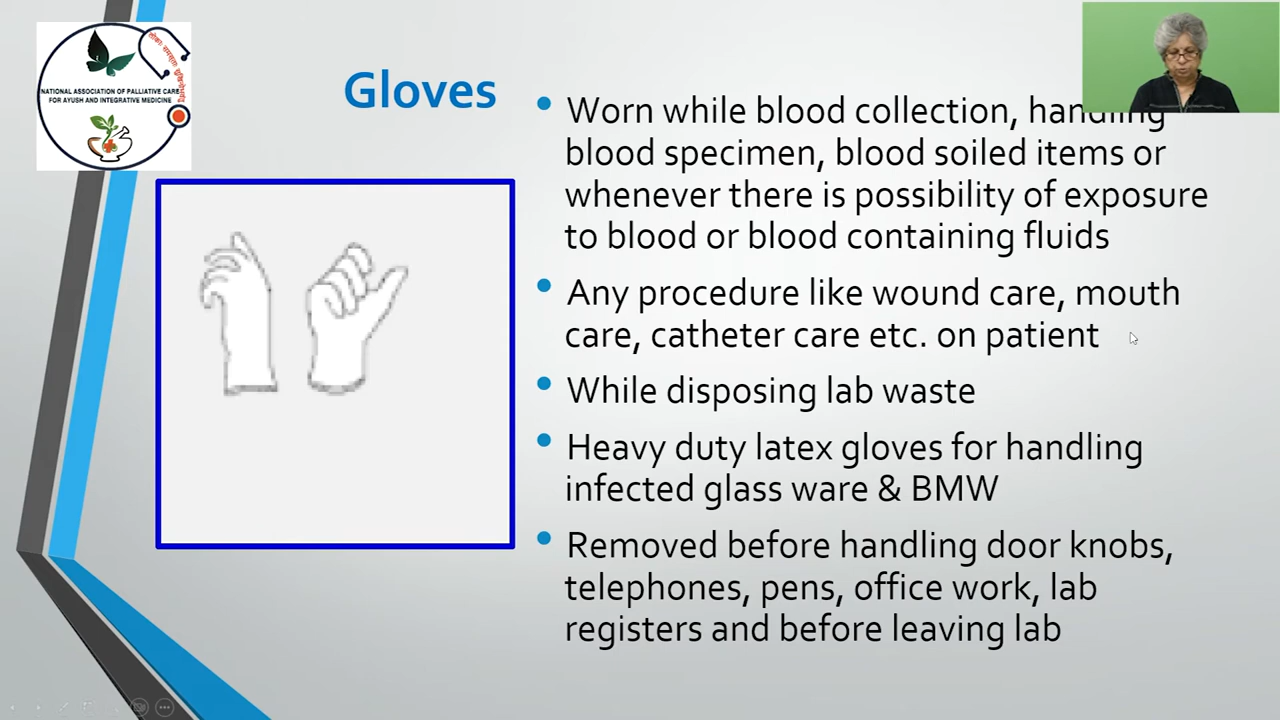 NATIONAL ASSOCIATION OF PALLIATIVE CARE
FOR AYUSH AND INTEGRATIVE MEDICINE
Gloves
• Worn while blood collection, handling
blood specimen, blood soiled items or
whenever there is possibility of exposure
to blood or blood containing fluids
• Any procedure like wound care, mouth
care, catheter care etc. on patient
• While disposing lab waste
• Heavy duty latex gloves for handling
infected glass ware & BMW
• Removed before handling door knobs,
telephones, pens, office work, lab
registers and before leaving lab